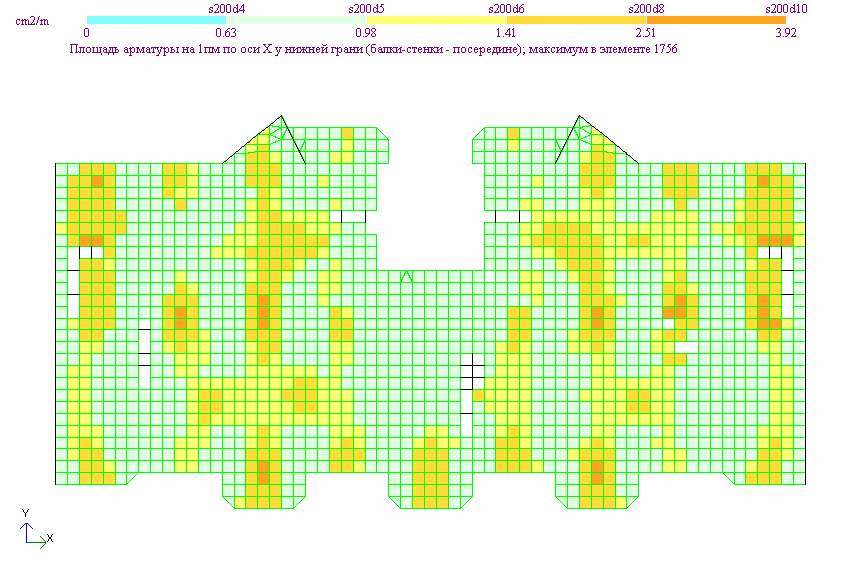 s200d4 s200d5 s200d6 s200d8 s200d10
cm2/m
0 0.63 0.98 1.41 2.51 3.92
Площадь арматуры на 1пм по оси X у нижней грани (балки-стенки - посередине); максимум в элементе 1756
Y
X